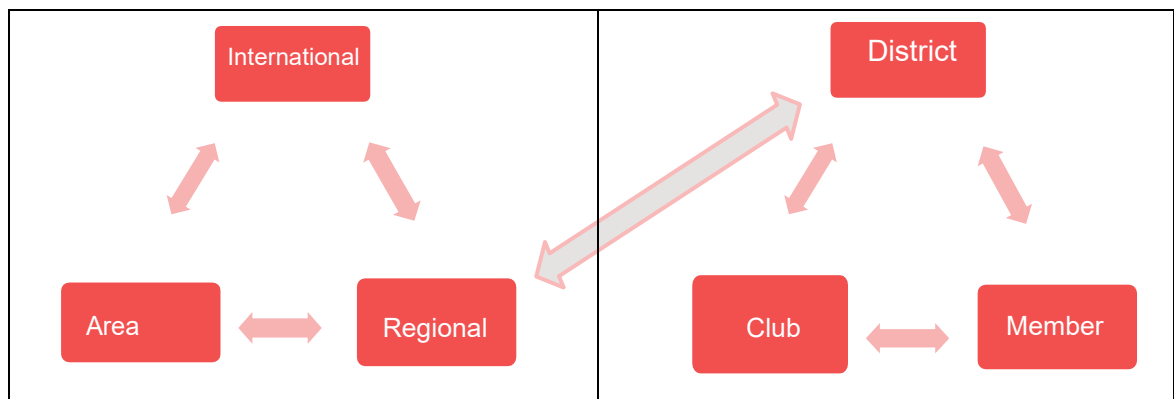 International
Area
Regional
District
Club
Member